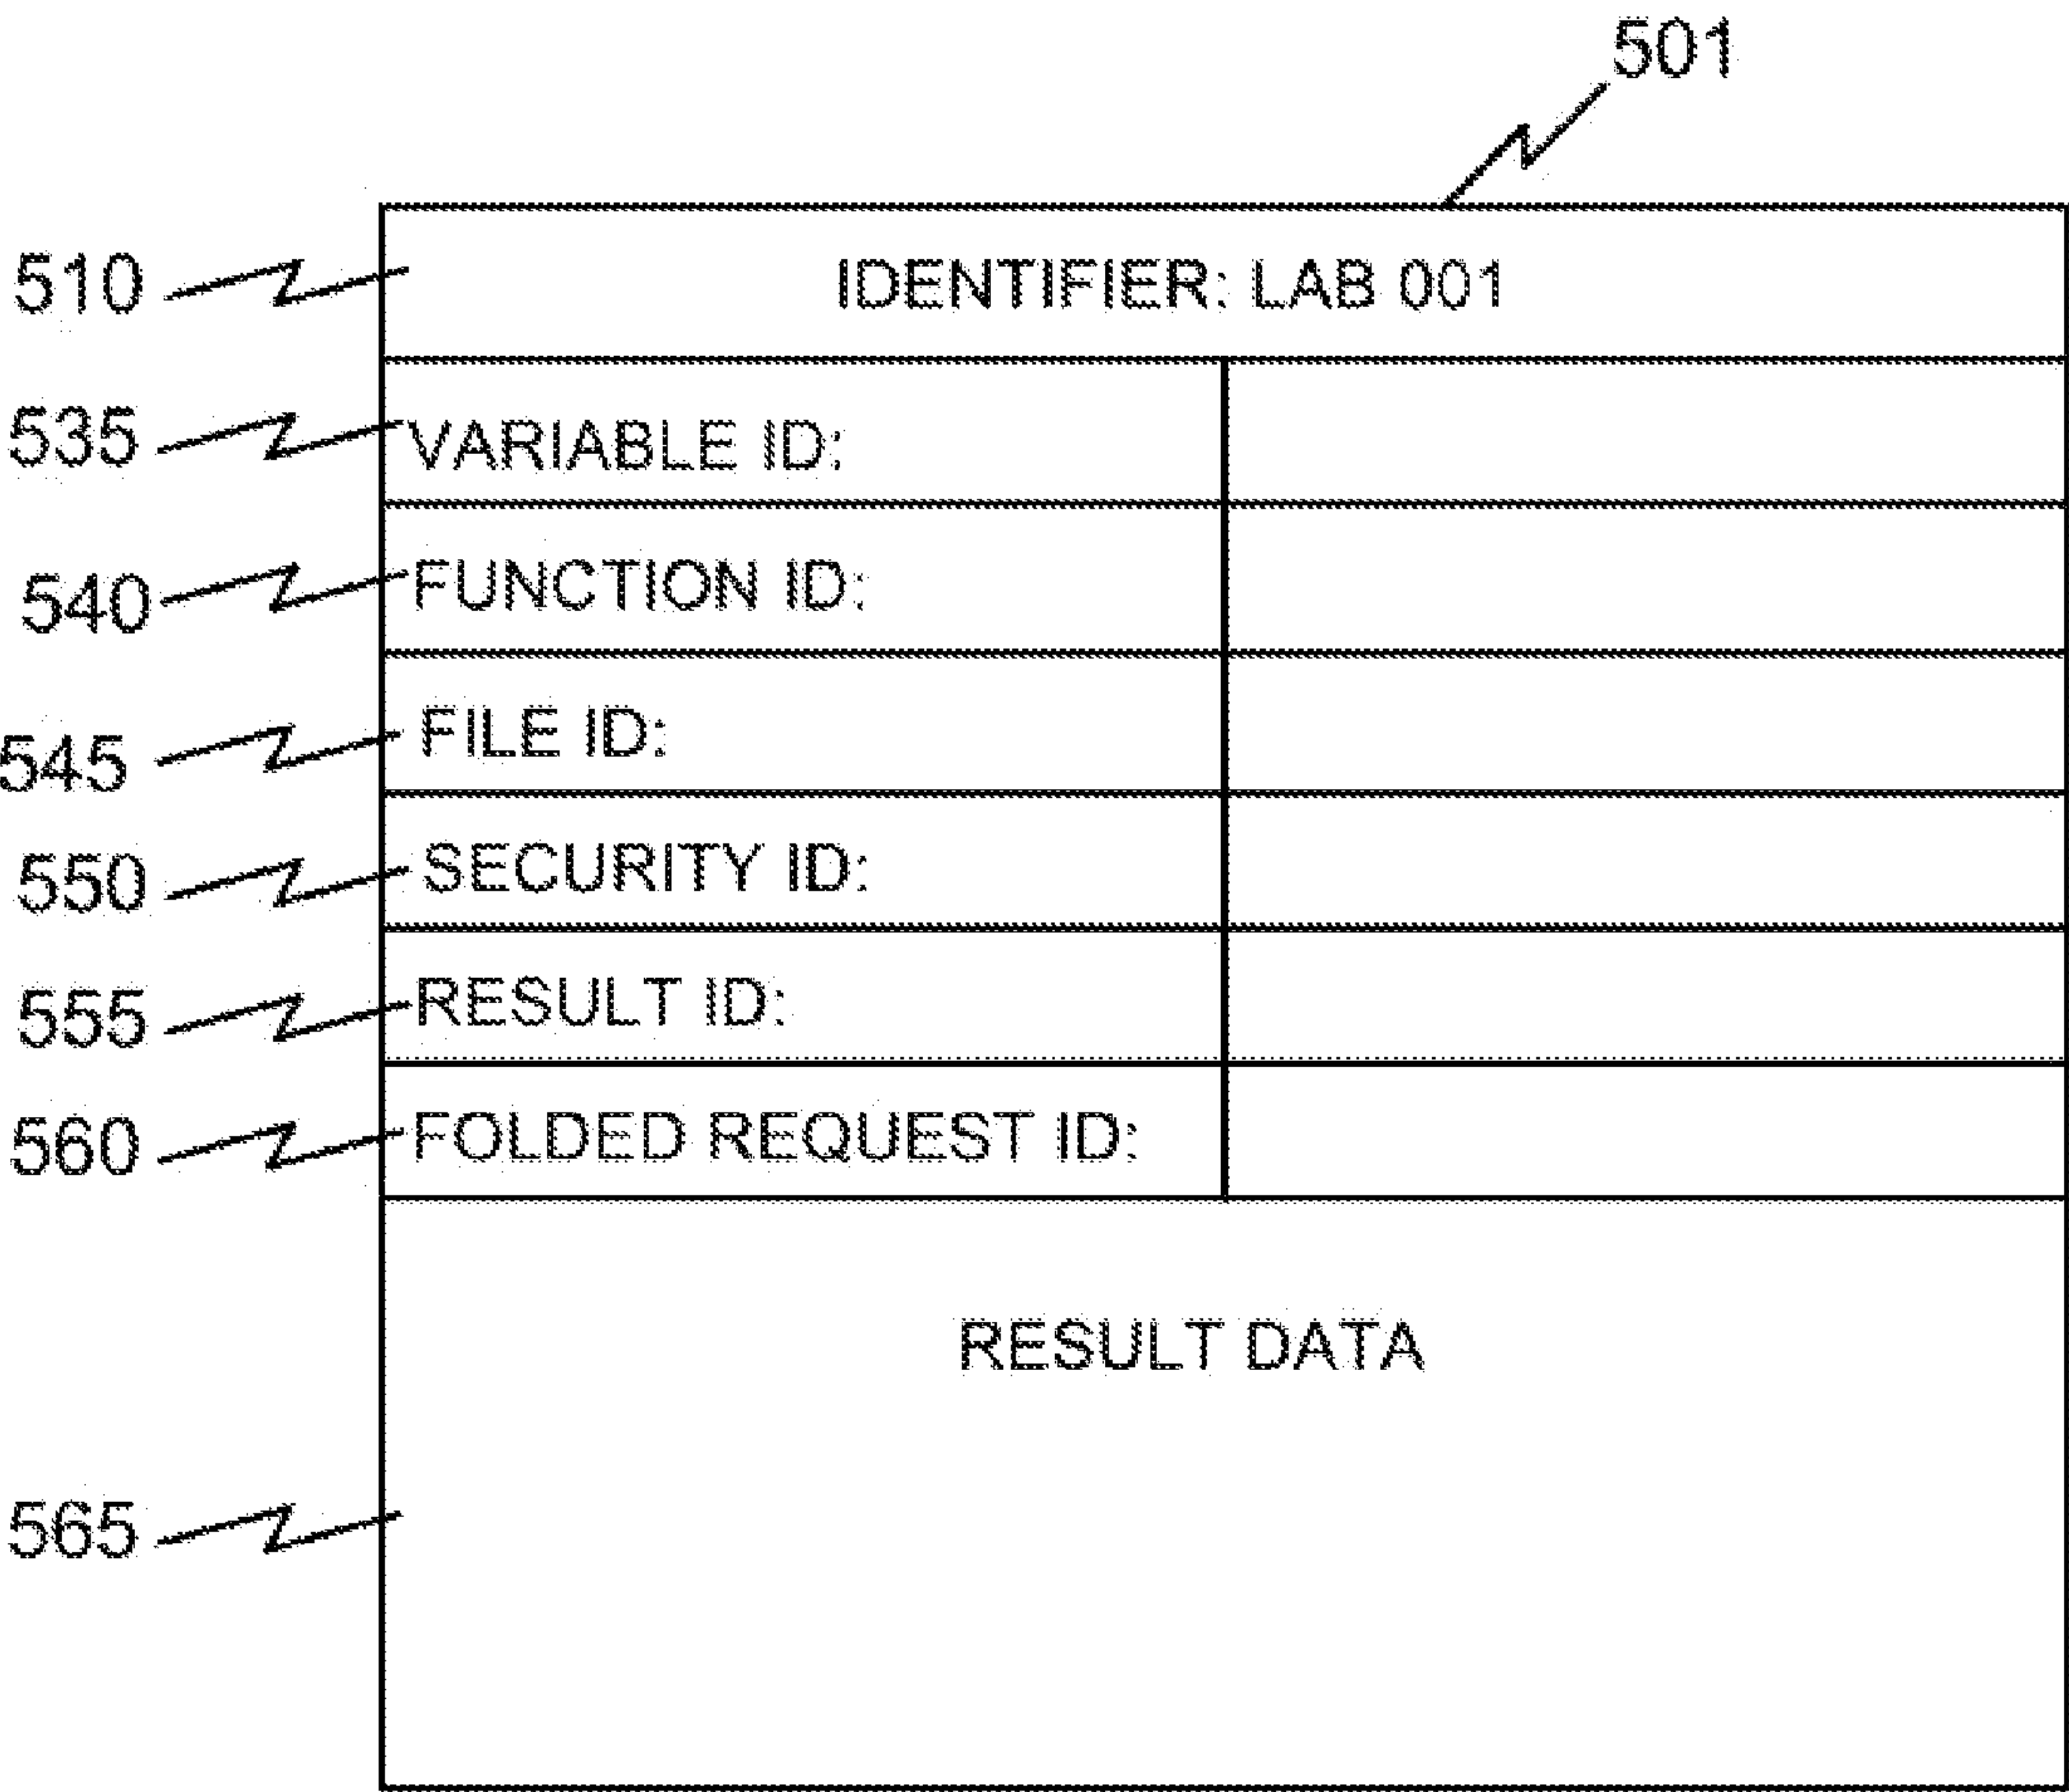 501
510 IDENTIFIER: LAB 001
535 VARIABLE ID:
540 FUNCTION ID:
545 FILE ID:
550 SECURITY ID:
555 RESULT ID:
560 FOLDED REQUEST ID:
RESULT DATA
565